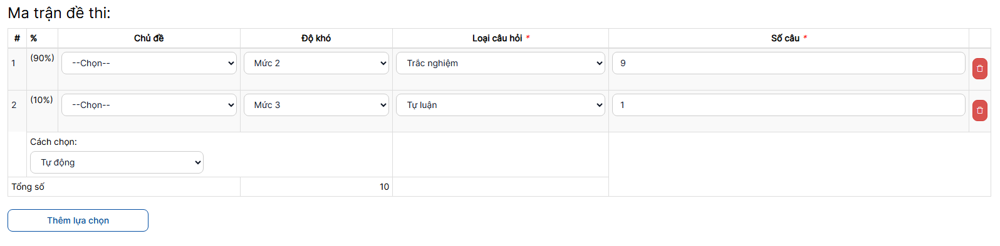 Ma trận đề thi:
# % Chủ đề Độ khó Loại câu hỏi * Số câu *
1 (90%) --Chọn-- Mức 2 Trắc nghiệm 9
2 (10%) --Chọn-- Mức 3 Tự luận 1
Cách chọn:
Tự động
Tổng số 10
Thêm lựa chọn